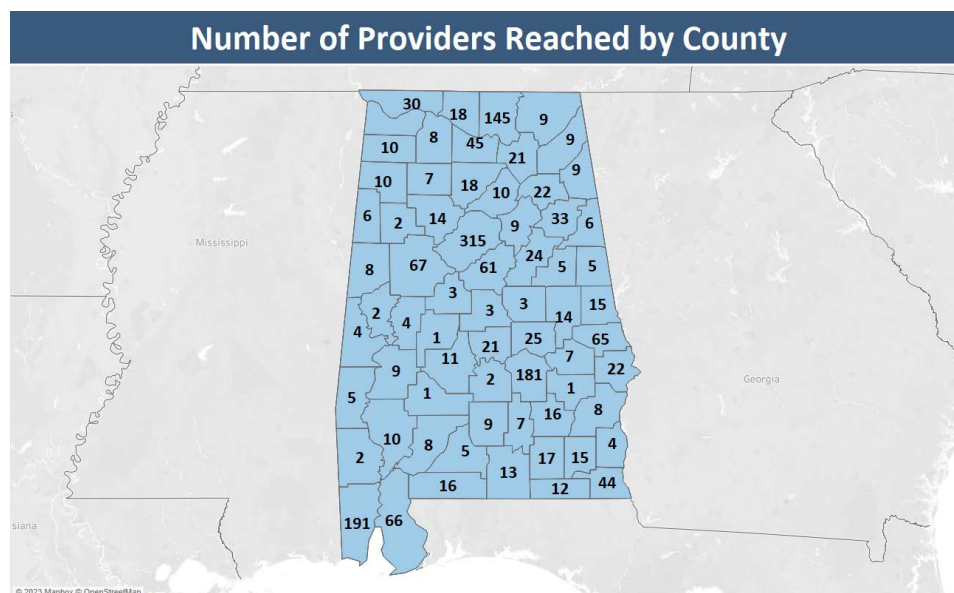 Number of Providers Reached by County
30 18 145 9
8 45 9
10 21
9
10 7 18 10 22
6 2 14 9 33 6
Mississippi 315
24
8 67 61 5 5
3
2 3 3 14 15
4 4
1 21 25 65
11 7
9 2 181 22
Georgia
5 1 1
16 8
9 7
10 8 5 4
2 17 15
13
16 12 44
siana
191 66
© 2023 Mapbox © OpenStreetMap